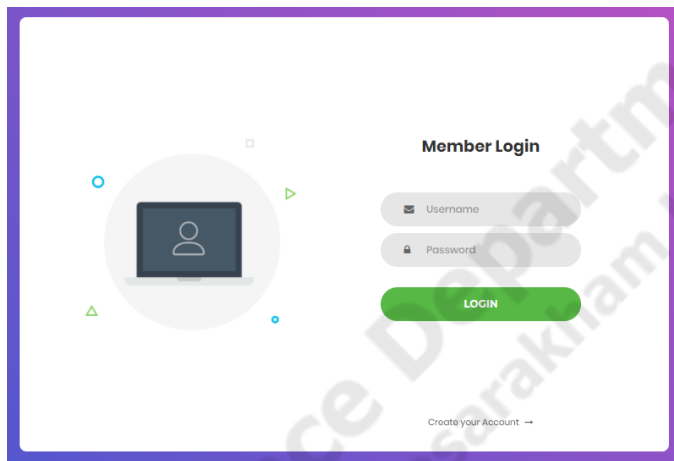 Member Login
Username
Password
LOGIN
Create your Account →